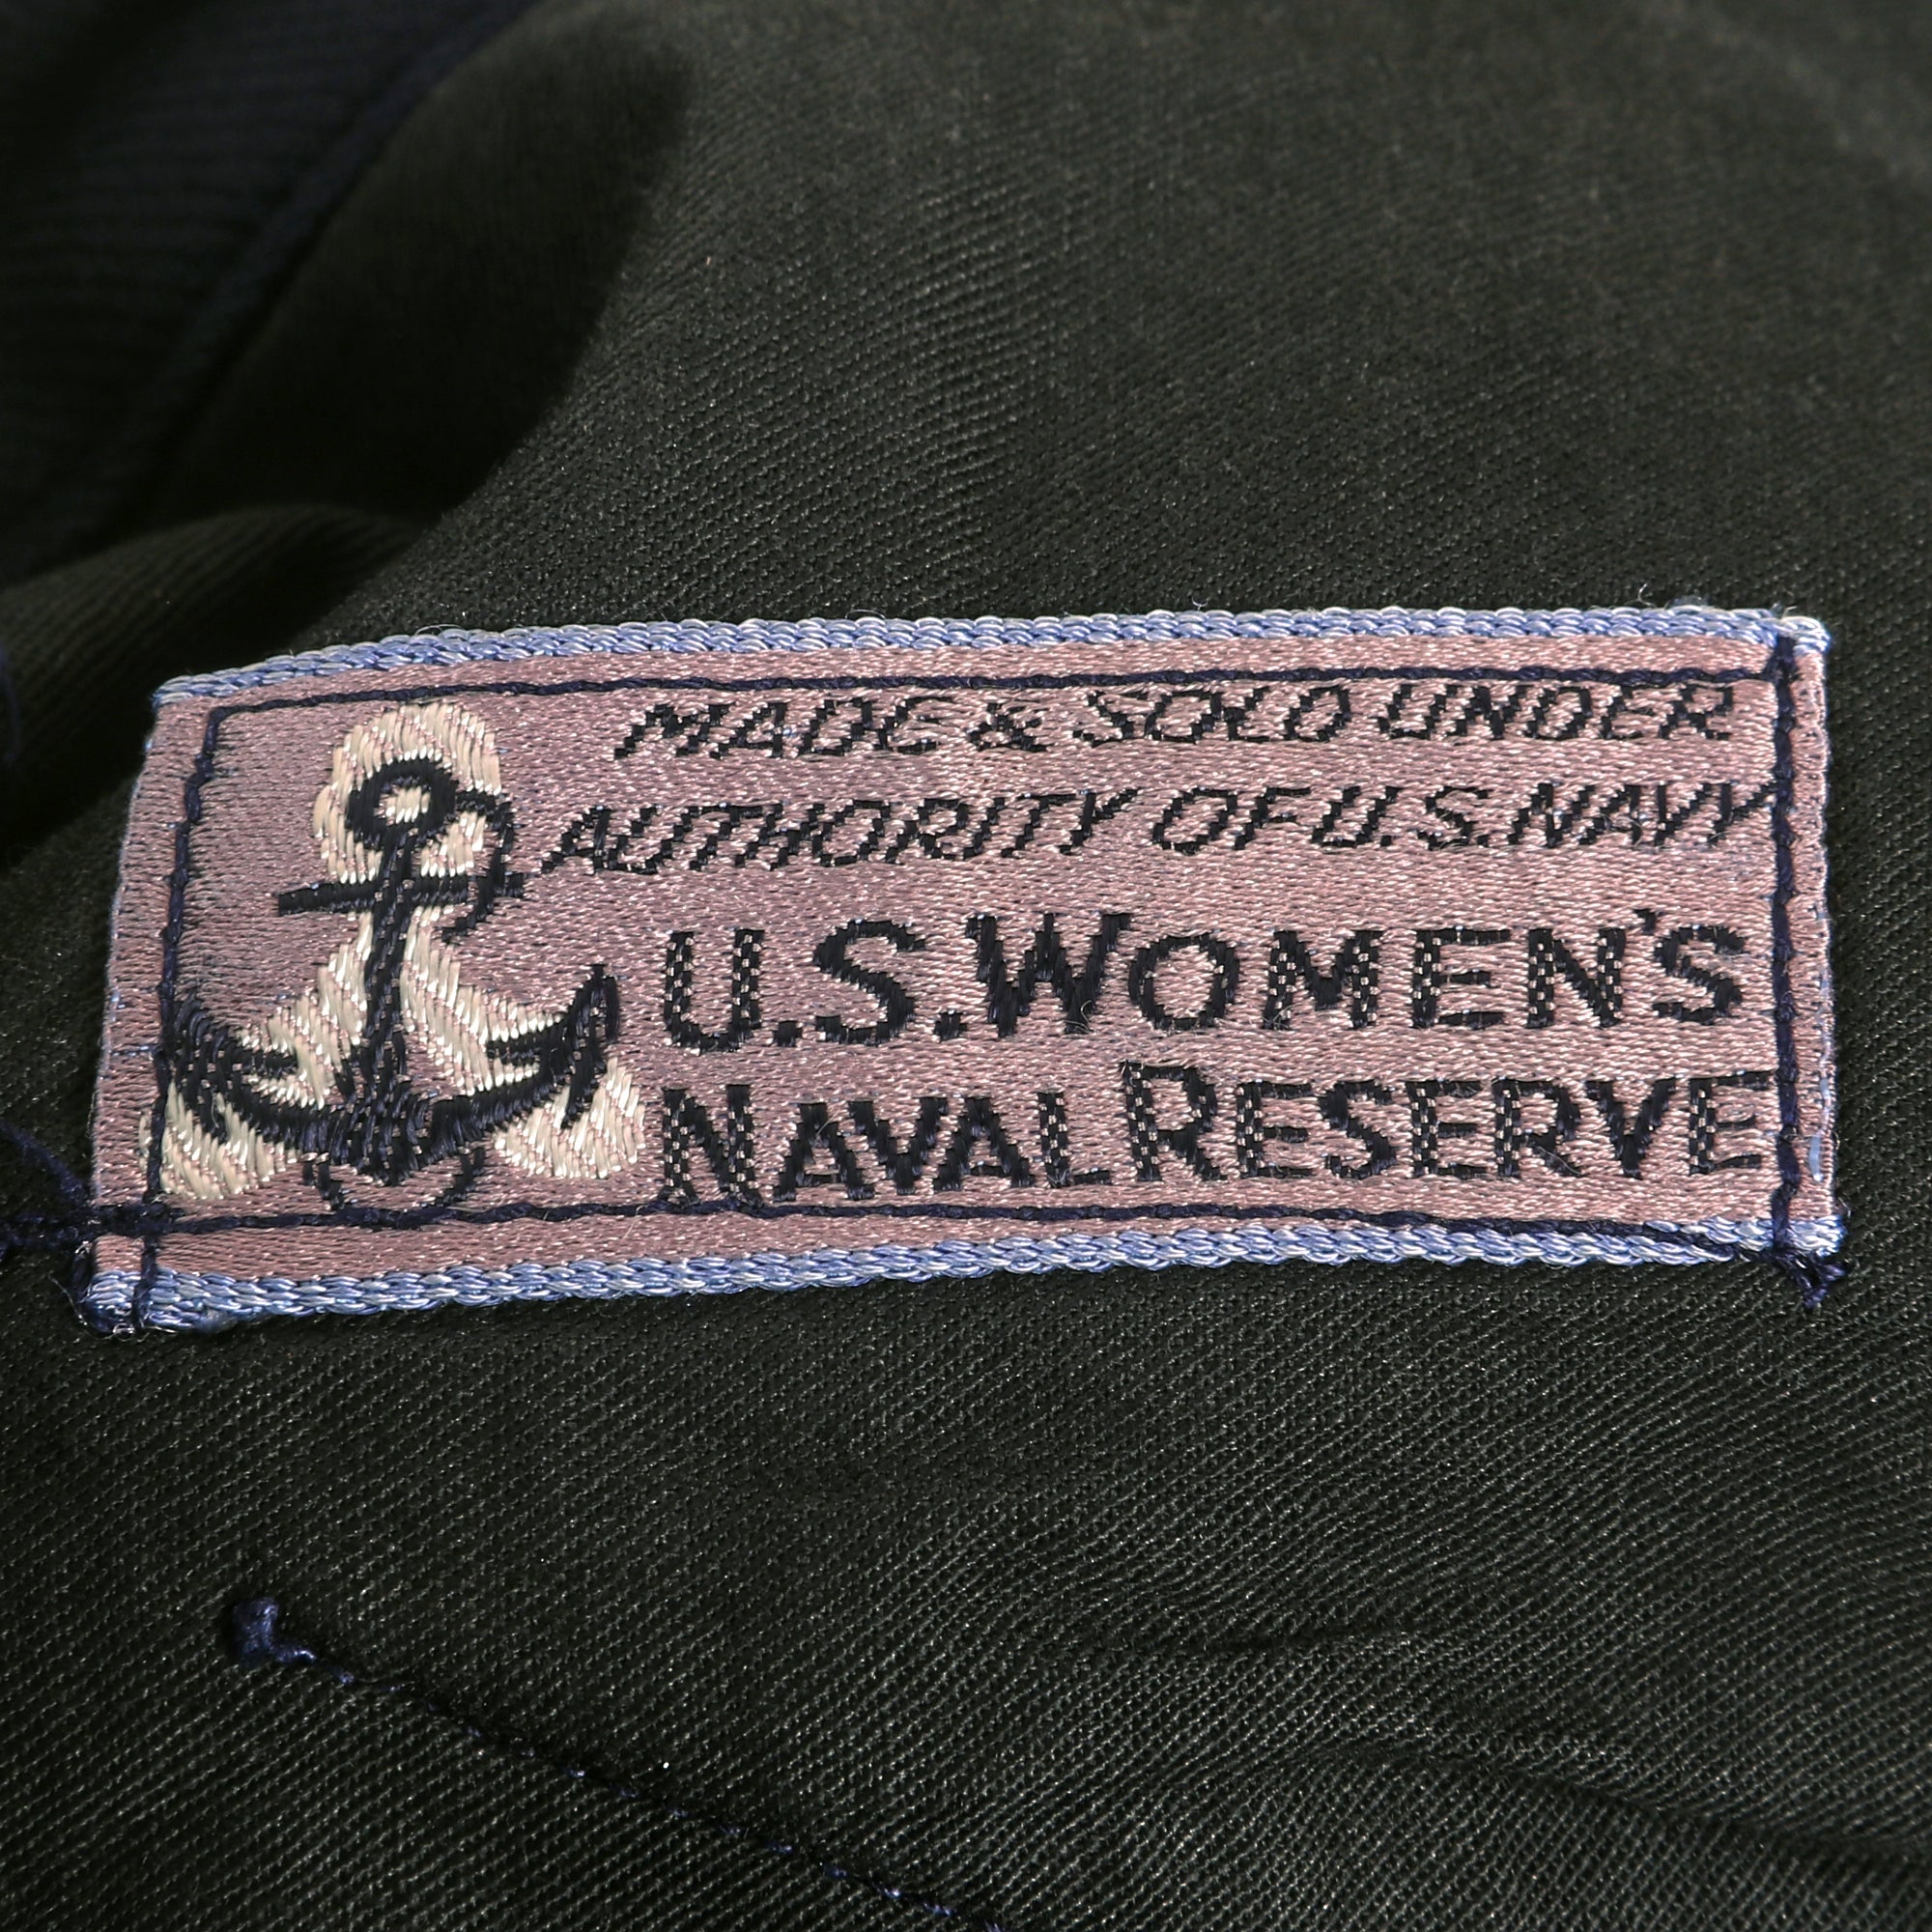 MADE & SOLD UNDER
AUTHORITY OF U.S. NAVY
U.S. WOMEN'S
NAVAL RESERVE